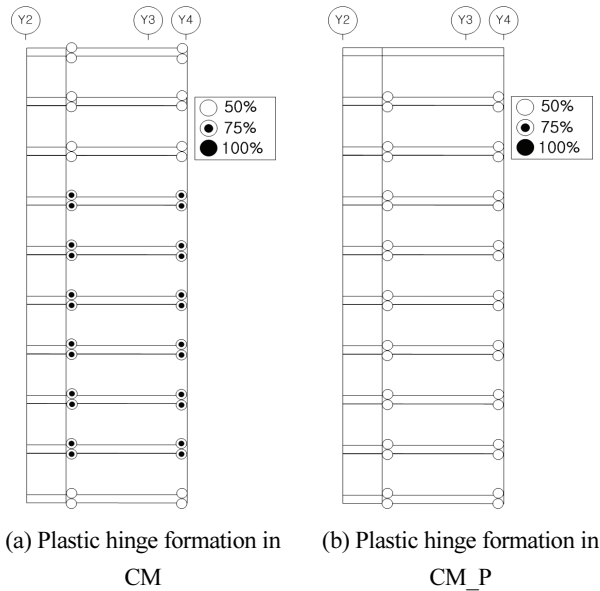 Y2 Y3 Y4 Y2 Y3 Y4
50%
75%
100%
50%
75%
100%
(a) Plastic hinge formation in
CM
(b) Plastic hinge formation in
CM_P